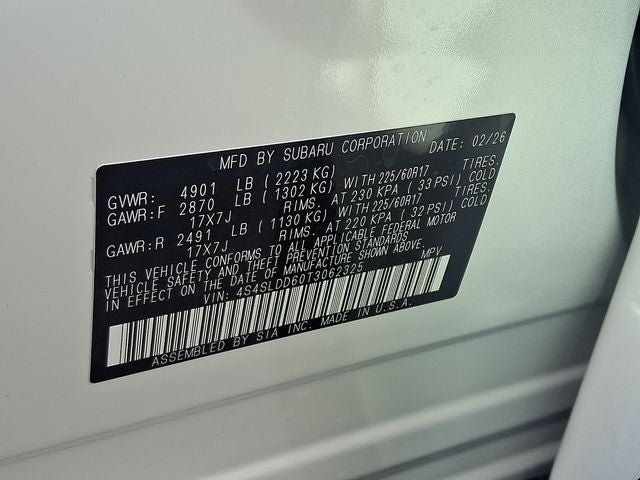 MFD BY SUBARU CORPORATION DATE: 02/26
GVWR: 4901 LB ( 2223 KG)
GAWR:F 2870 LB ( 1302 KG) WITH 225/60R17 TIRES.
17X7J RIMS. AT 230 KPA ( 33 PSI) COLD
GAWR:R 2491 LB ( 1130 KG) WITH 225/60R17 TIRES.
17X7J RIMS. AT 220 KPA ( 32 PSI) COLD
THIS VEHICLE CONFORMS TO ALL APPLICABLE FEDERAL MOTOR
VEHICLE SAFETY AND THEFT PREVENTION STANDARDS
IN EFFECT ON THE DATE OF MANUFACTURE SHOWN ABOVE.
VIN: 4S4SLDD60T3062325 MPV
ASSEMBLED BY SIA INC. MADE IN U.S.A.